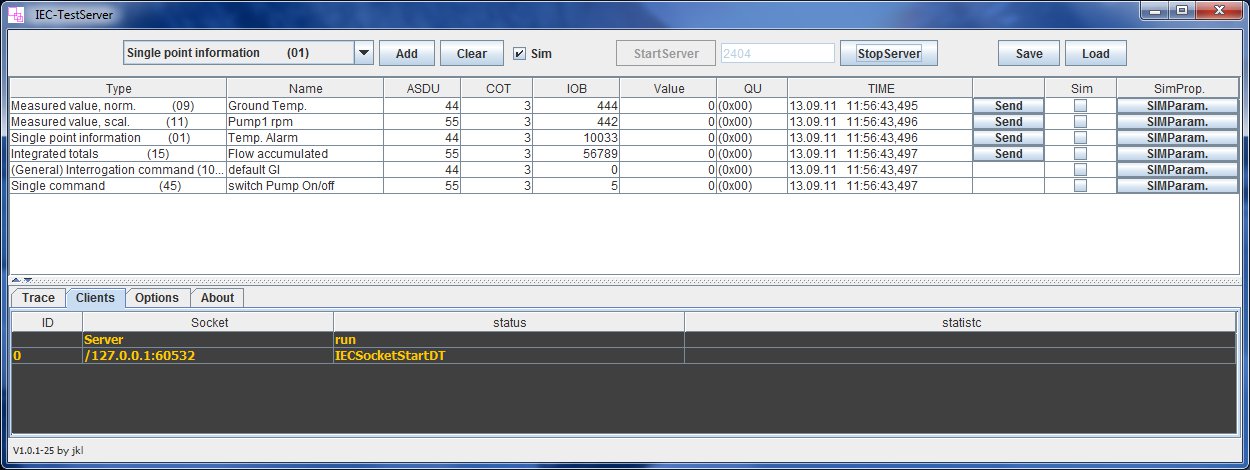 IEC-TestServer
Single point information (01) Add Clear Sim StartServer 2404 StopServer Save Load
Type Name ASDU COT IOB Value QU TIME Sim SimProp.
Measured value, norm. (09) Ground Temp. 44 3 444 0 (0x00) 13.09.11 11:56:43,495 Send SIMParam.
Measured value, scal. (11) Pump1 rpm 55 3 442 0 (0x00) 13.09.11 11:56:43,496 Send SIMParam.
Single point information (01) Temp. Alarm 44 3 10033 0 (0x00) 13.09.11 11:56:43,496 Send SIMParam.
Integrated totals (15) Flow accumulated 55 3 56789 0 (0x00) 13.09.11 11:56:43,497 Send SIMParam.
(General) Interrogation command (10... default GI 44 3 0 0 (0x00) 13.09.11 11:56:43,497 SIMParam.
Single command (45) switch Pump On/off 55 3 5 0 (0x00) 13.09.11 11:56:43,497 SIMParam.
Trace Clients Options About
ID Socket status statistc
Server run
0 /127.0.0.1:60532 IECSocketStartDT
V1.0.1-25 by jkl